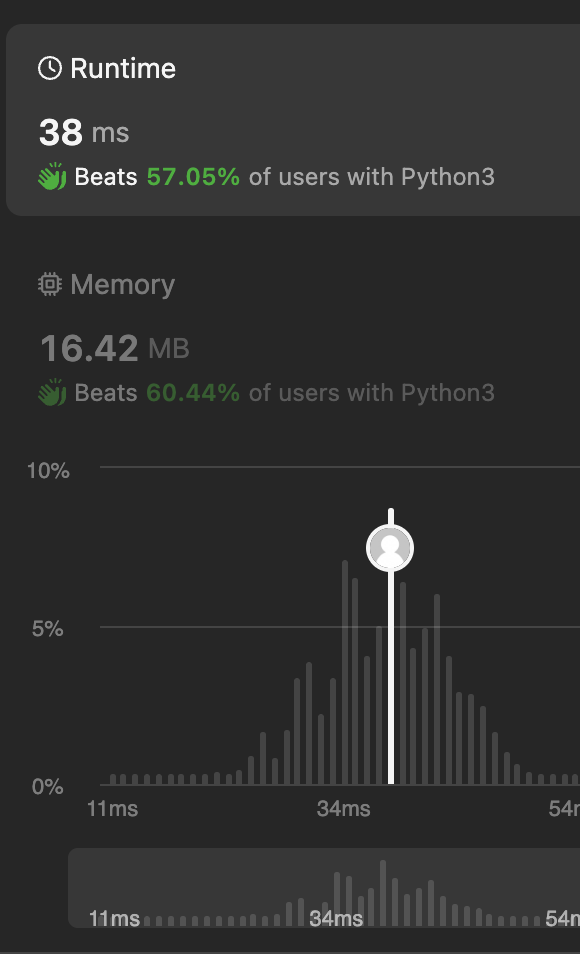 Runtime
38 ms
Beats 57.05% of users with Python3
Memory
16.42 MB
Beats 60.44% of users with Python3
10%
5%
0%
11ms 34ms 54m
11ms 34ms 54m